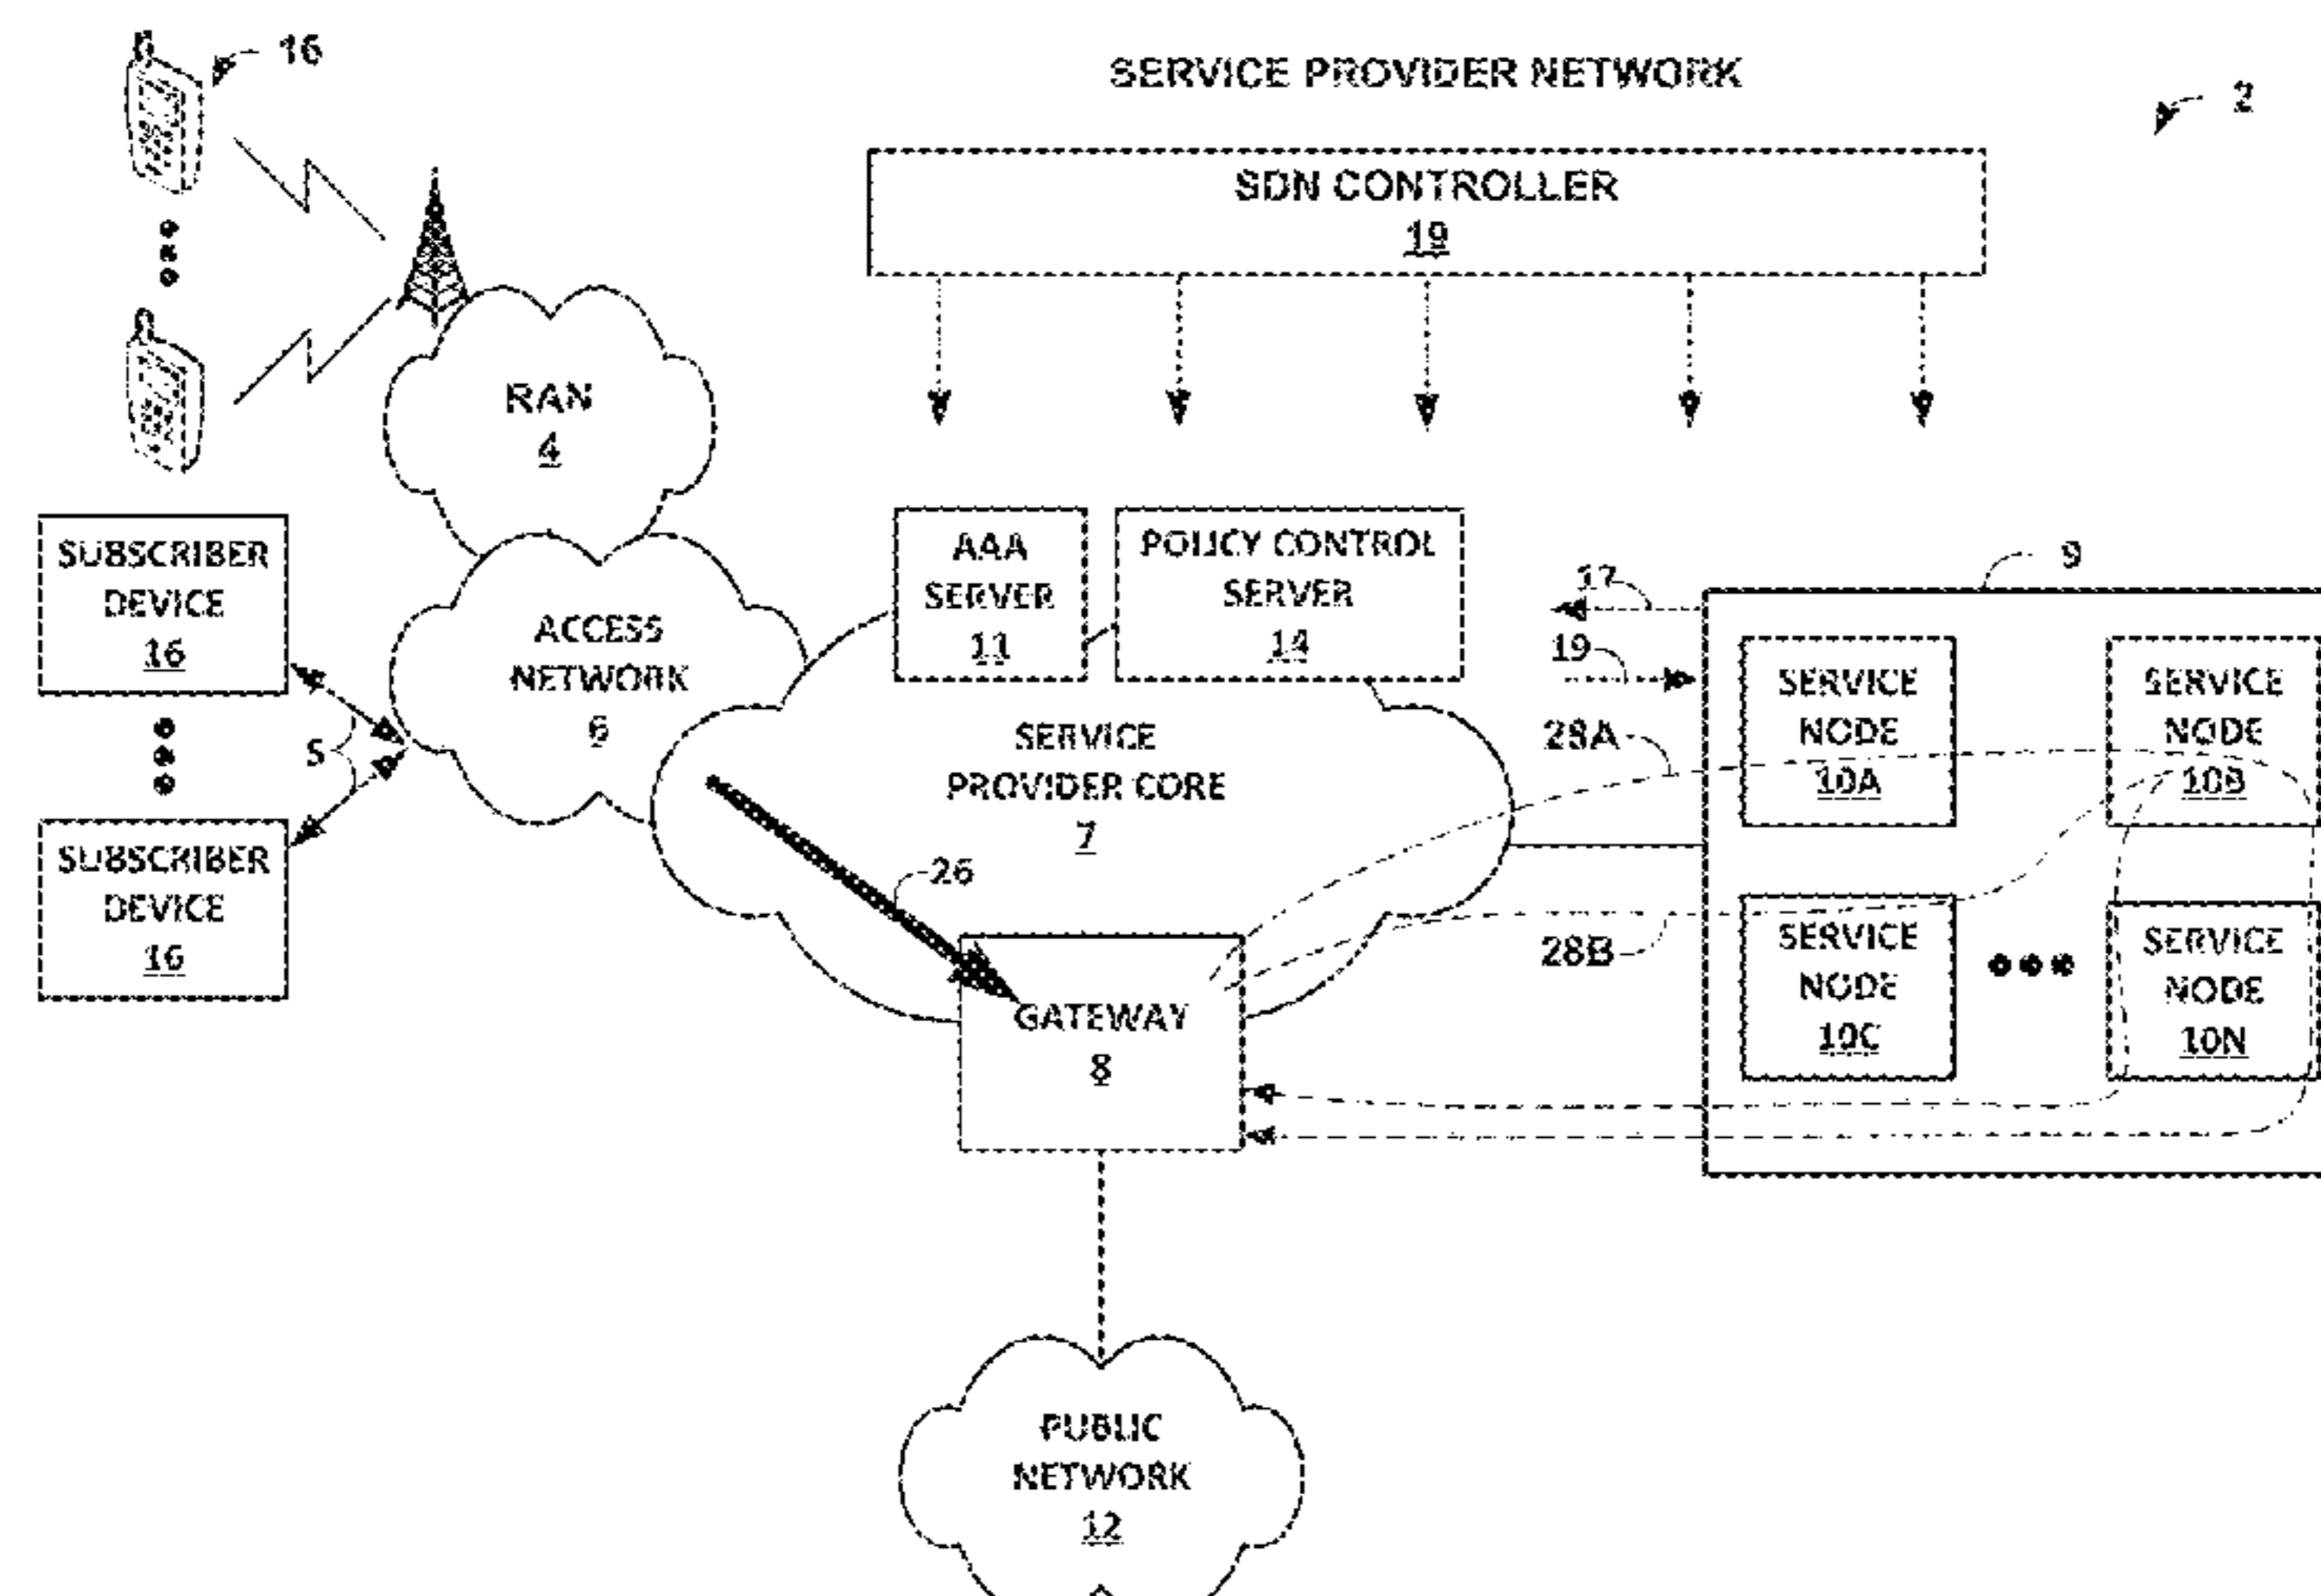 16
SERVICE PROVIDER NETWORK
2
SDN CONTROLLER
19
RAN
4
SUBSCRIBER
DEVICE
16
ACCESS
NETWORK
6
AAA
SERVER
11
POLICY CONTROL
SERVER
14
17
19
9
SERVICE
NODE
10A
SERVICE
NODE
10B
28A
5
SERVICE
PROVIDER CORE
7
SUBSCRIBER
DEVICE
16
26
28B
SERVICE
NODE
10C
SERVICE
NODE
10N
GATEWAY
8
PUBLIC
NETWORK
12